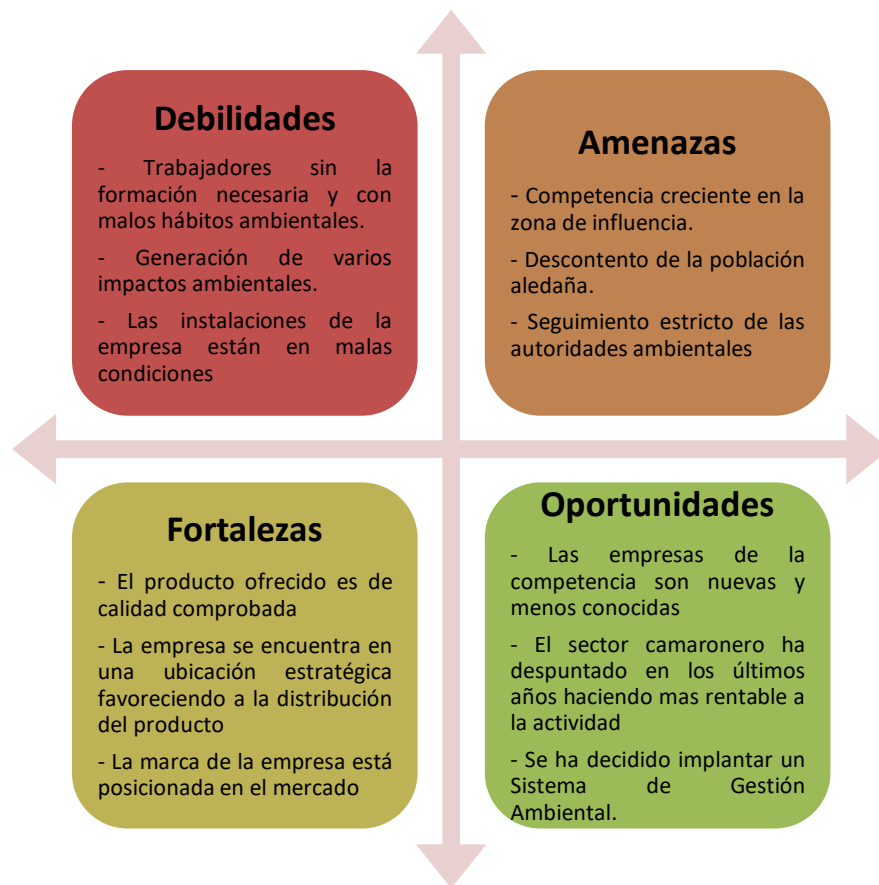 Debilidades
- Trabajadores sin la
formación necesaria y con
malos hábitos ambientales.
- Generación de varios
impactos ambientales.
- Las instalaciones de la
empresa están en malas
condiciones
Amenazas
- Competencia creciente en la
zona de influencia.
- Descontento de la población
aledaña.
- Seguimiento estricto de las
autoridades ambientales
Fortalezas
- El producto ofrecido es de
calidad comprobada
- La empresa se encuentra en
una ubicación estratégica
favoreciendo a la distribución
del producto
- La marca de la empresa está
posicionada en el mercado
Oportunidades
- Las empresas de la
competencia son nuevas y
menos conocidas
- El sector camaronero ha
despuntado en los últimos
años haciendo mas rentable a
la actividad
- Se ha decidido implantar un
Sistema de Gestión
Ambiental.